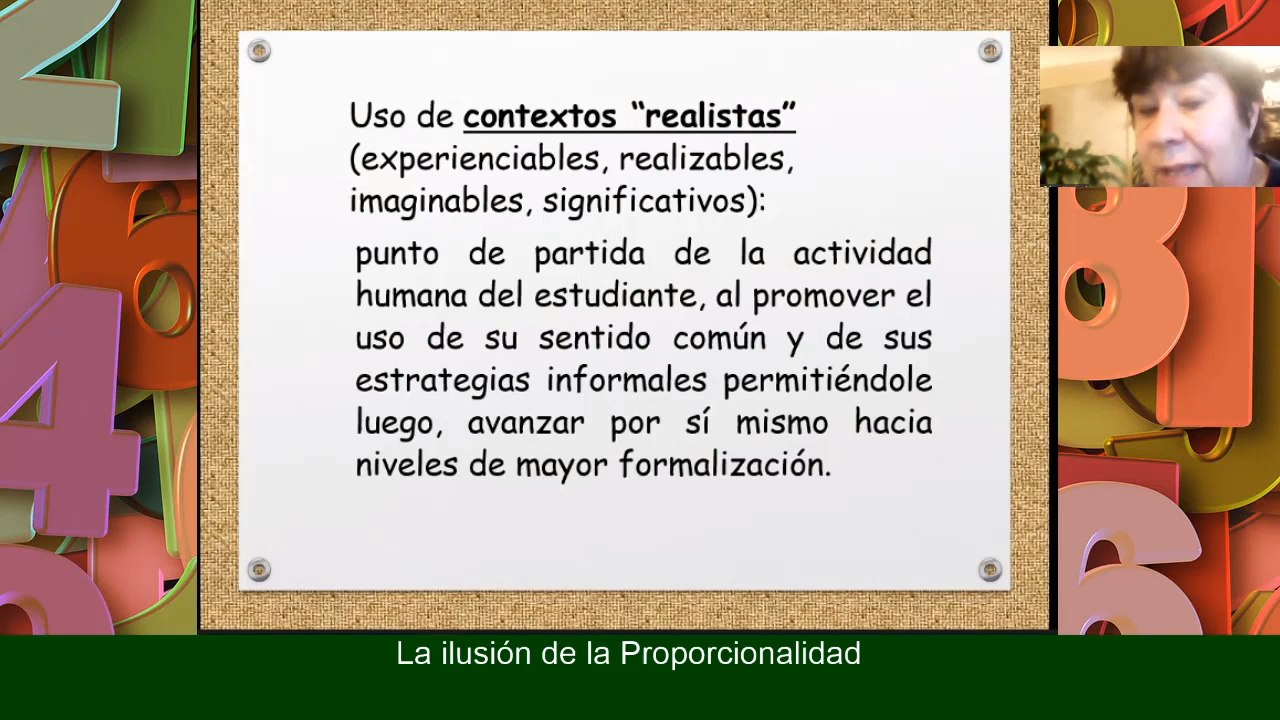 Uso de contextos “realistas”
(experienciables, realizables,
imaginables, significativos):
punto de partida de la actividad
humana del estudiante, al promover el
uso de su sentido común y de sus
estrategias informales permitiéndole
luego, avanzar por sí mismo hacia
niveles de mayor formalización.
La ilusión de la Proporcionalidad